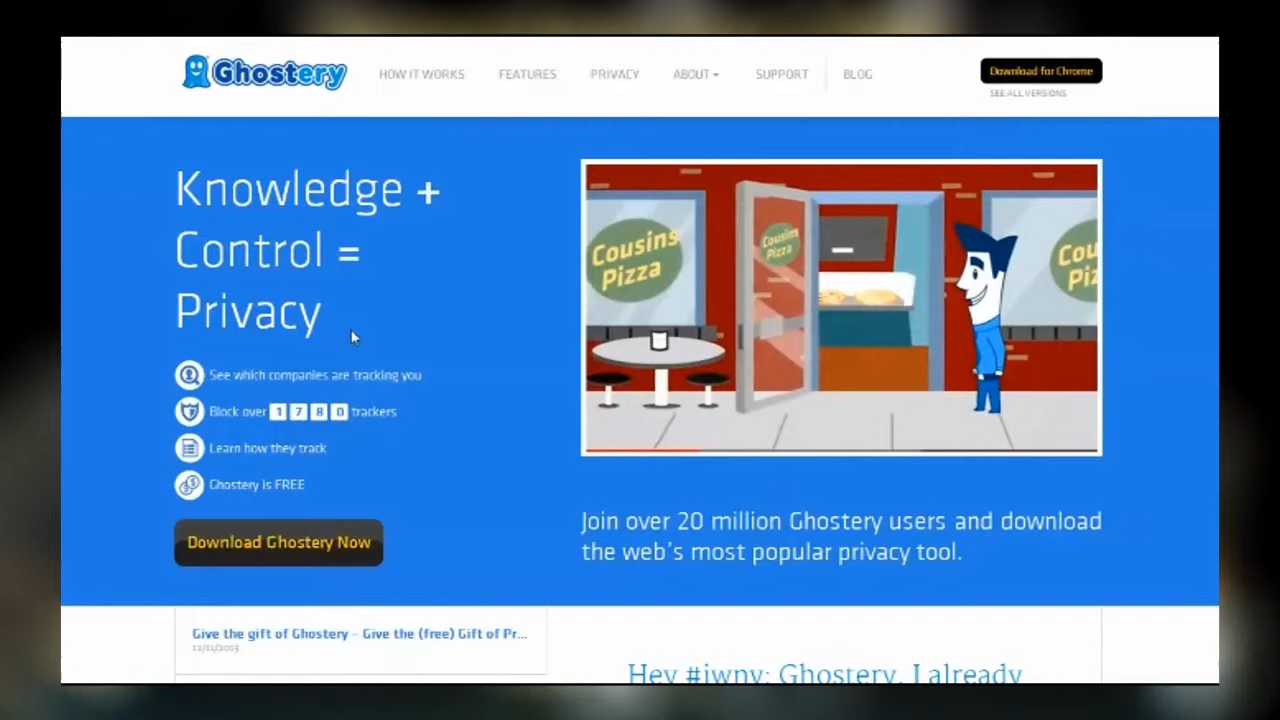 Ghostery
HOW IT WORKS
FEATURES
PRIVACY
ABOUT
SUPPORT
BLOG
Download for Chrome
SEE ALL VERSIONS
Knowledge +
Control =
Privacy
See which companies are tracking you
Block over 1 7 8 0 trackers
Learn how they track
Ghostery is FREE
Download Ghostery Now
Cousins
Pizza
Cousins
Pizza
Cou
Piz
Join over 20 million Ghostery users and download
the web's most popular privacy tool.
Give the gift of Ghostery – Give the (free) Gift of Pr...
12/11/2013
Hey #iwny: Ghostery, I already